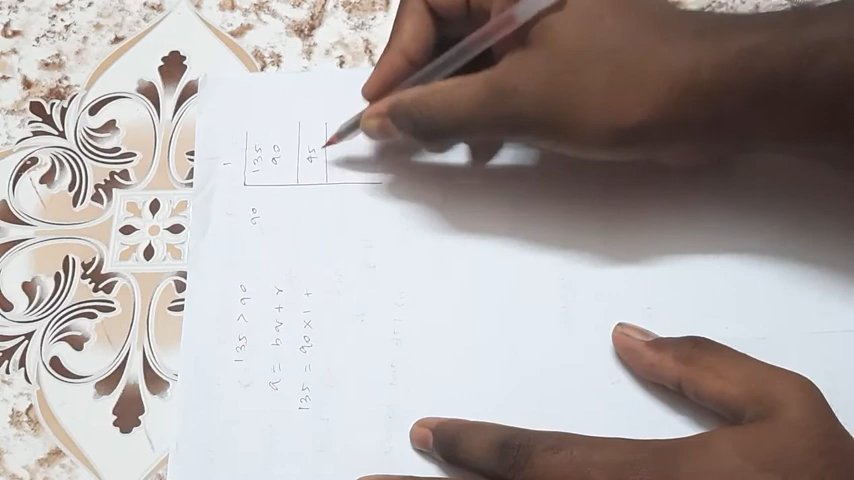 135 > 90
a = bq + r
135 = 90 × 1 +
1
90 135
90
45